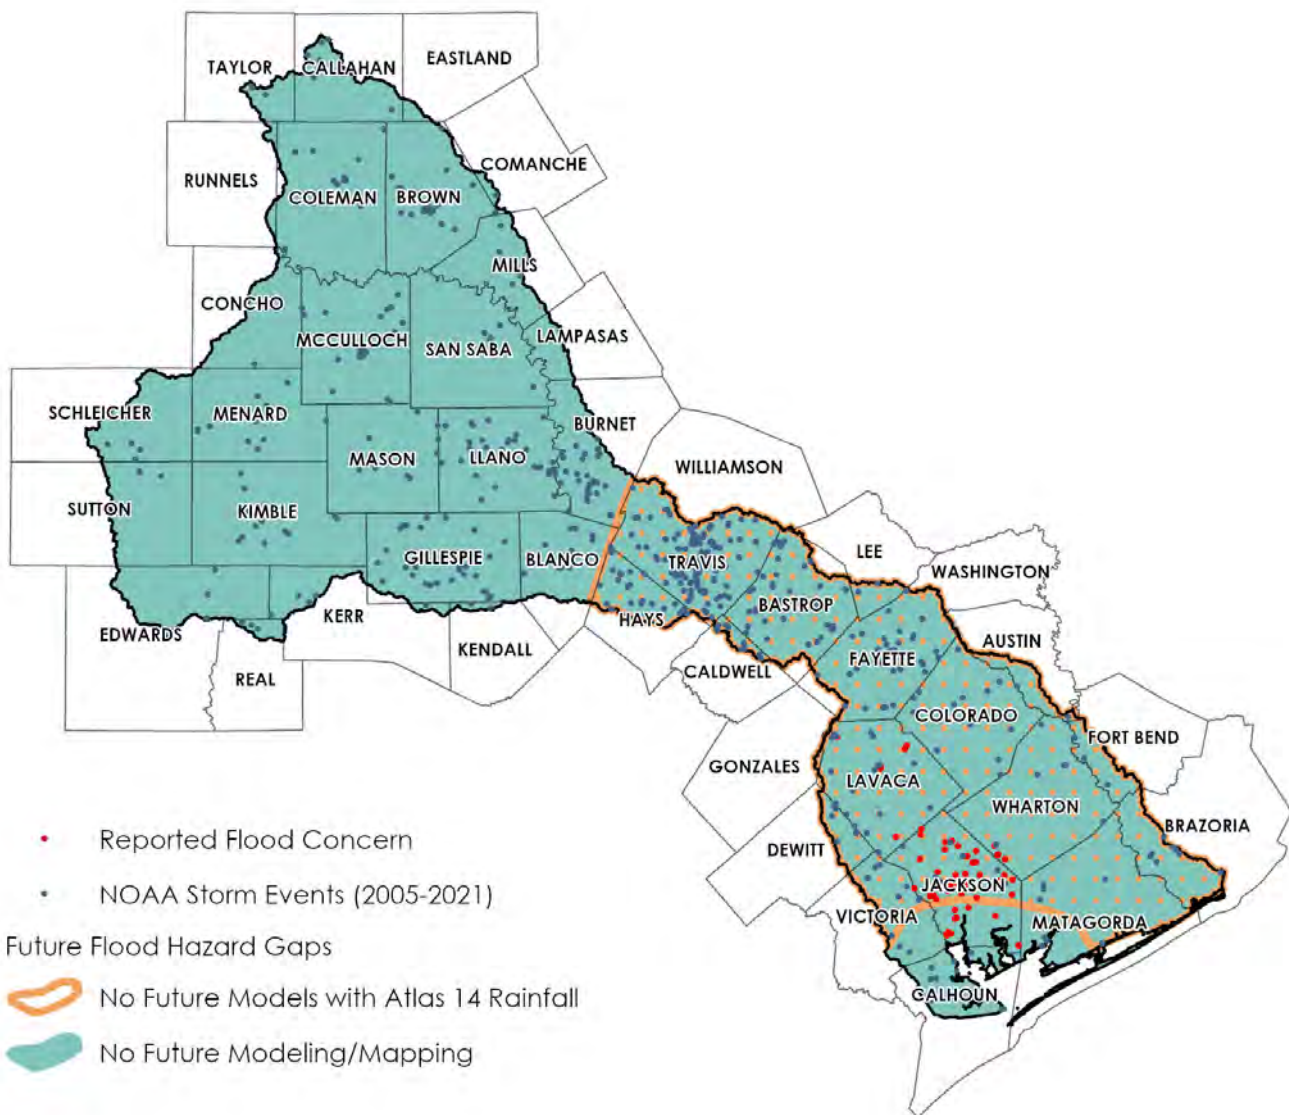 EASTLAND
TAYLOR
CALLAHAN
COMANCHE
RUNNELS
COLEMAN
BROWN
MILLS
CONCHO
MCCULLOCH
SAN SABA
LAMPASAS
SCHLEICHER
MENARD
BURNET
MASON
LLANO
WILLIAMSON
SUTTON
KIMBLE
GILLESPIE
BLANCO
TRAVIS
LEE
WASHINGTON
BASTROP
HAYS
KERR
EDWARDS
KENDALL
AUSTIN
FAYETTE
CALDWELL
REAL
COLORADO
FORT BEND
GONZALES
LAVACA
WHARTON
BRAZORIA
DEWITT
JACKSON
VICTORIA
MATAGORDA
CALHOUN
Reported Flood Concern
NOAA Storm Events (2005-2021)
Future Flood Hazard Gaps
No Future Models with Atlas 14 Rainfall
No Future Modeling/Mapping